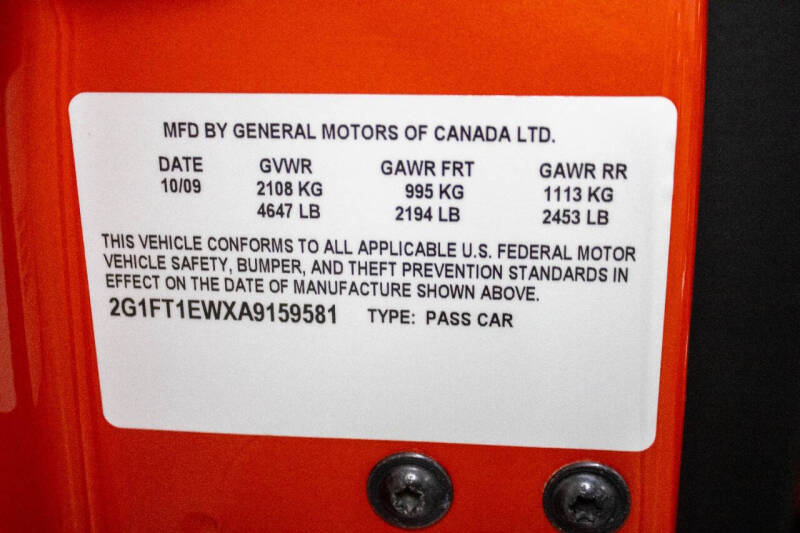 MFD BY GENERAL MOTORS OF CANADA LTD.
DATE GVWR GAWR FRT GAWR RR
10/09 2108 KG 995 KG 1113 KG
4647 LB 2194 LB 2453 LB
THIS VEHICLE CONFORMS TO ALL APPLICABLE U.S. FEDERAL MOTOR
VEHICLE SAFETY, BUMPER, AND THEFT PREVENTION STANDARDS IN
EFFECT ON THE DATE OF MANUFACTURE SHOWN ABOVE.
2G1FT1EWXA9159581 TYPE: PASS CAR